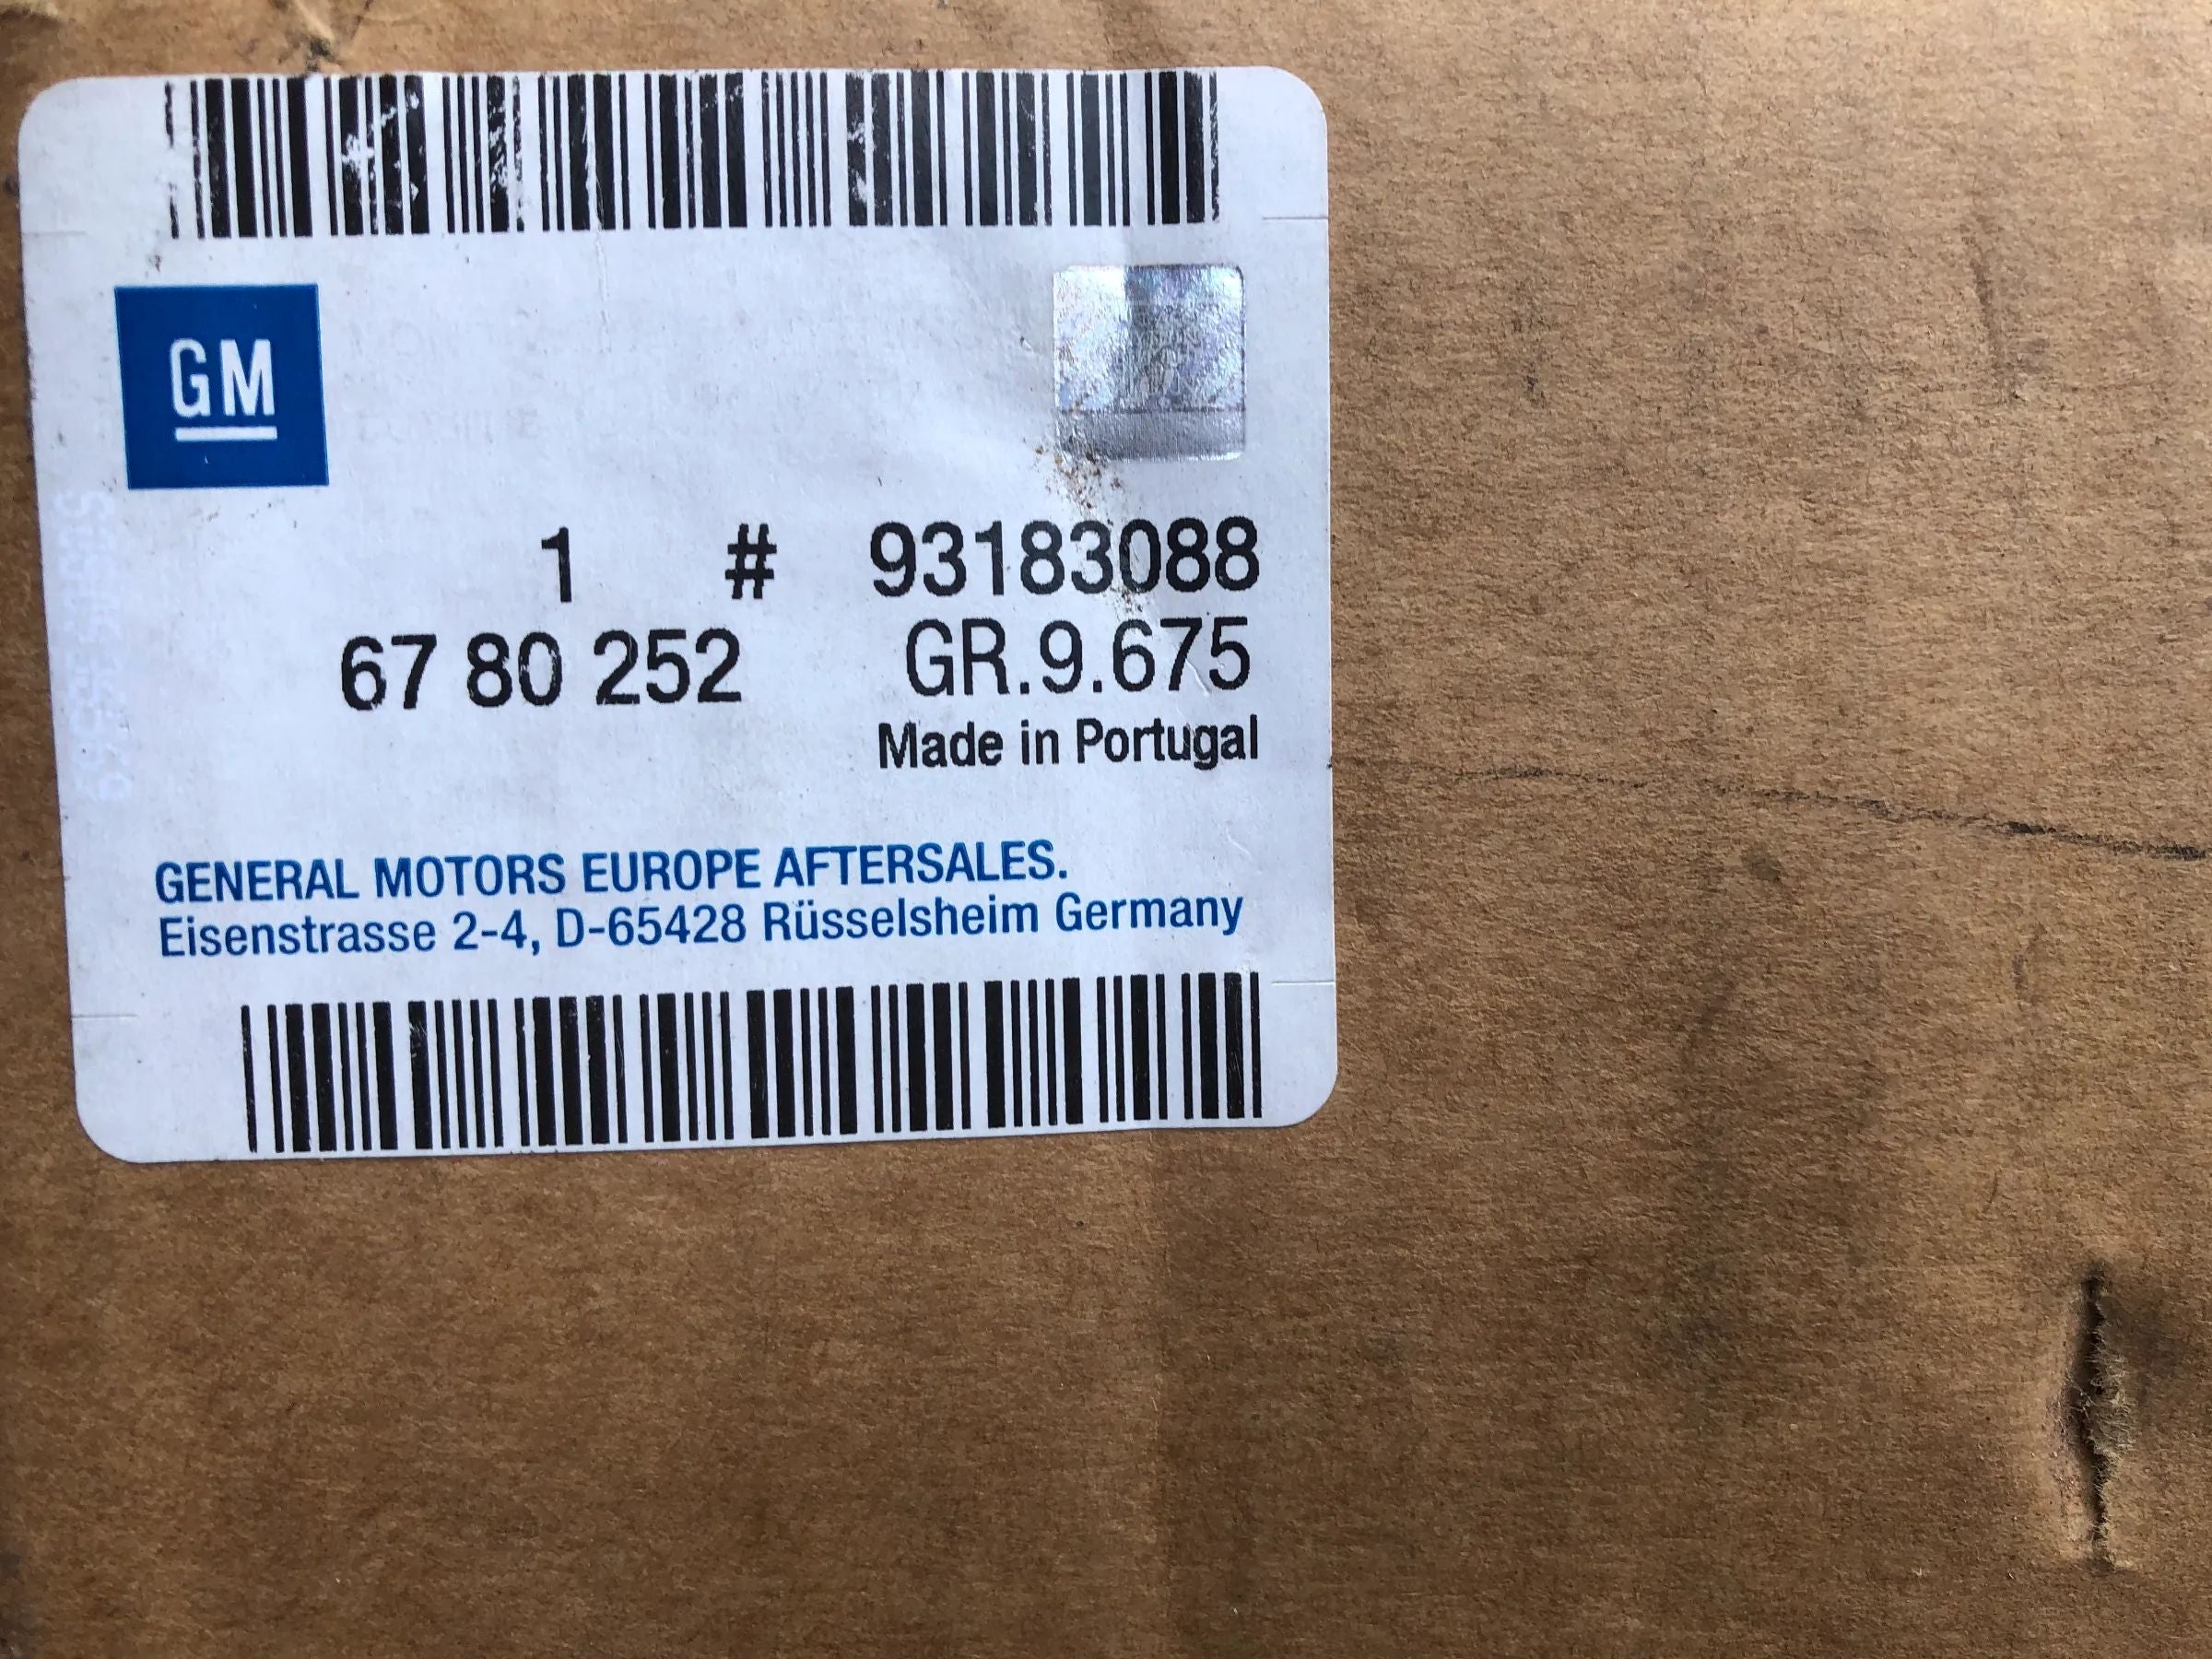 GM
1 # 93183088
67 80 252 GR.9.675
Made in Portugal
GENERAL MOTORS EUROPE AFTERSALES.
Eisenstrasse 2-4, D-65428 Rüsselsheim Germany